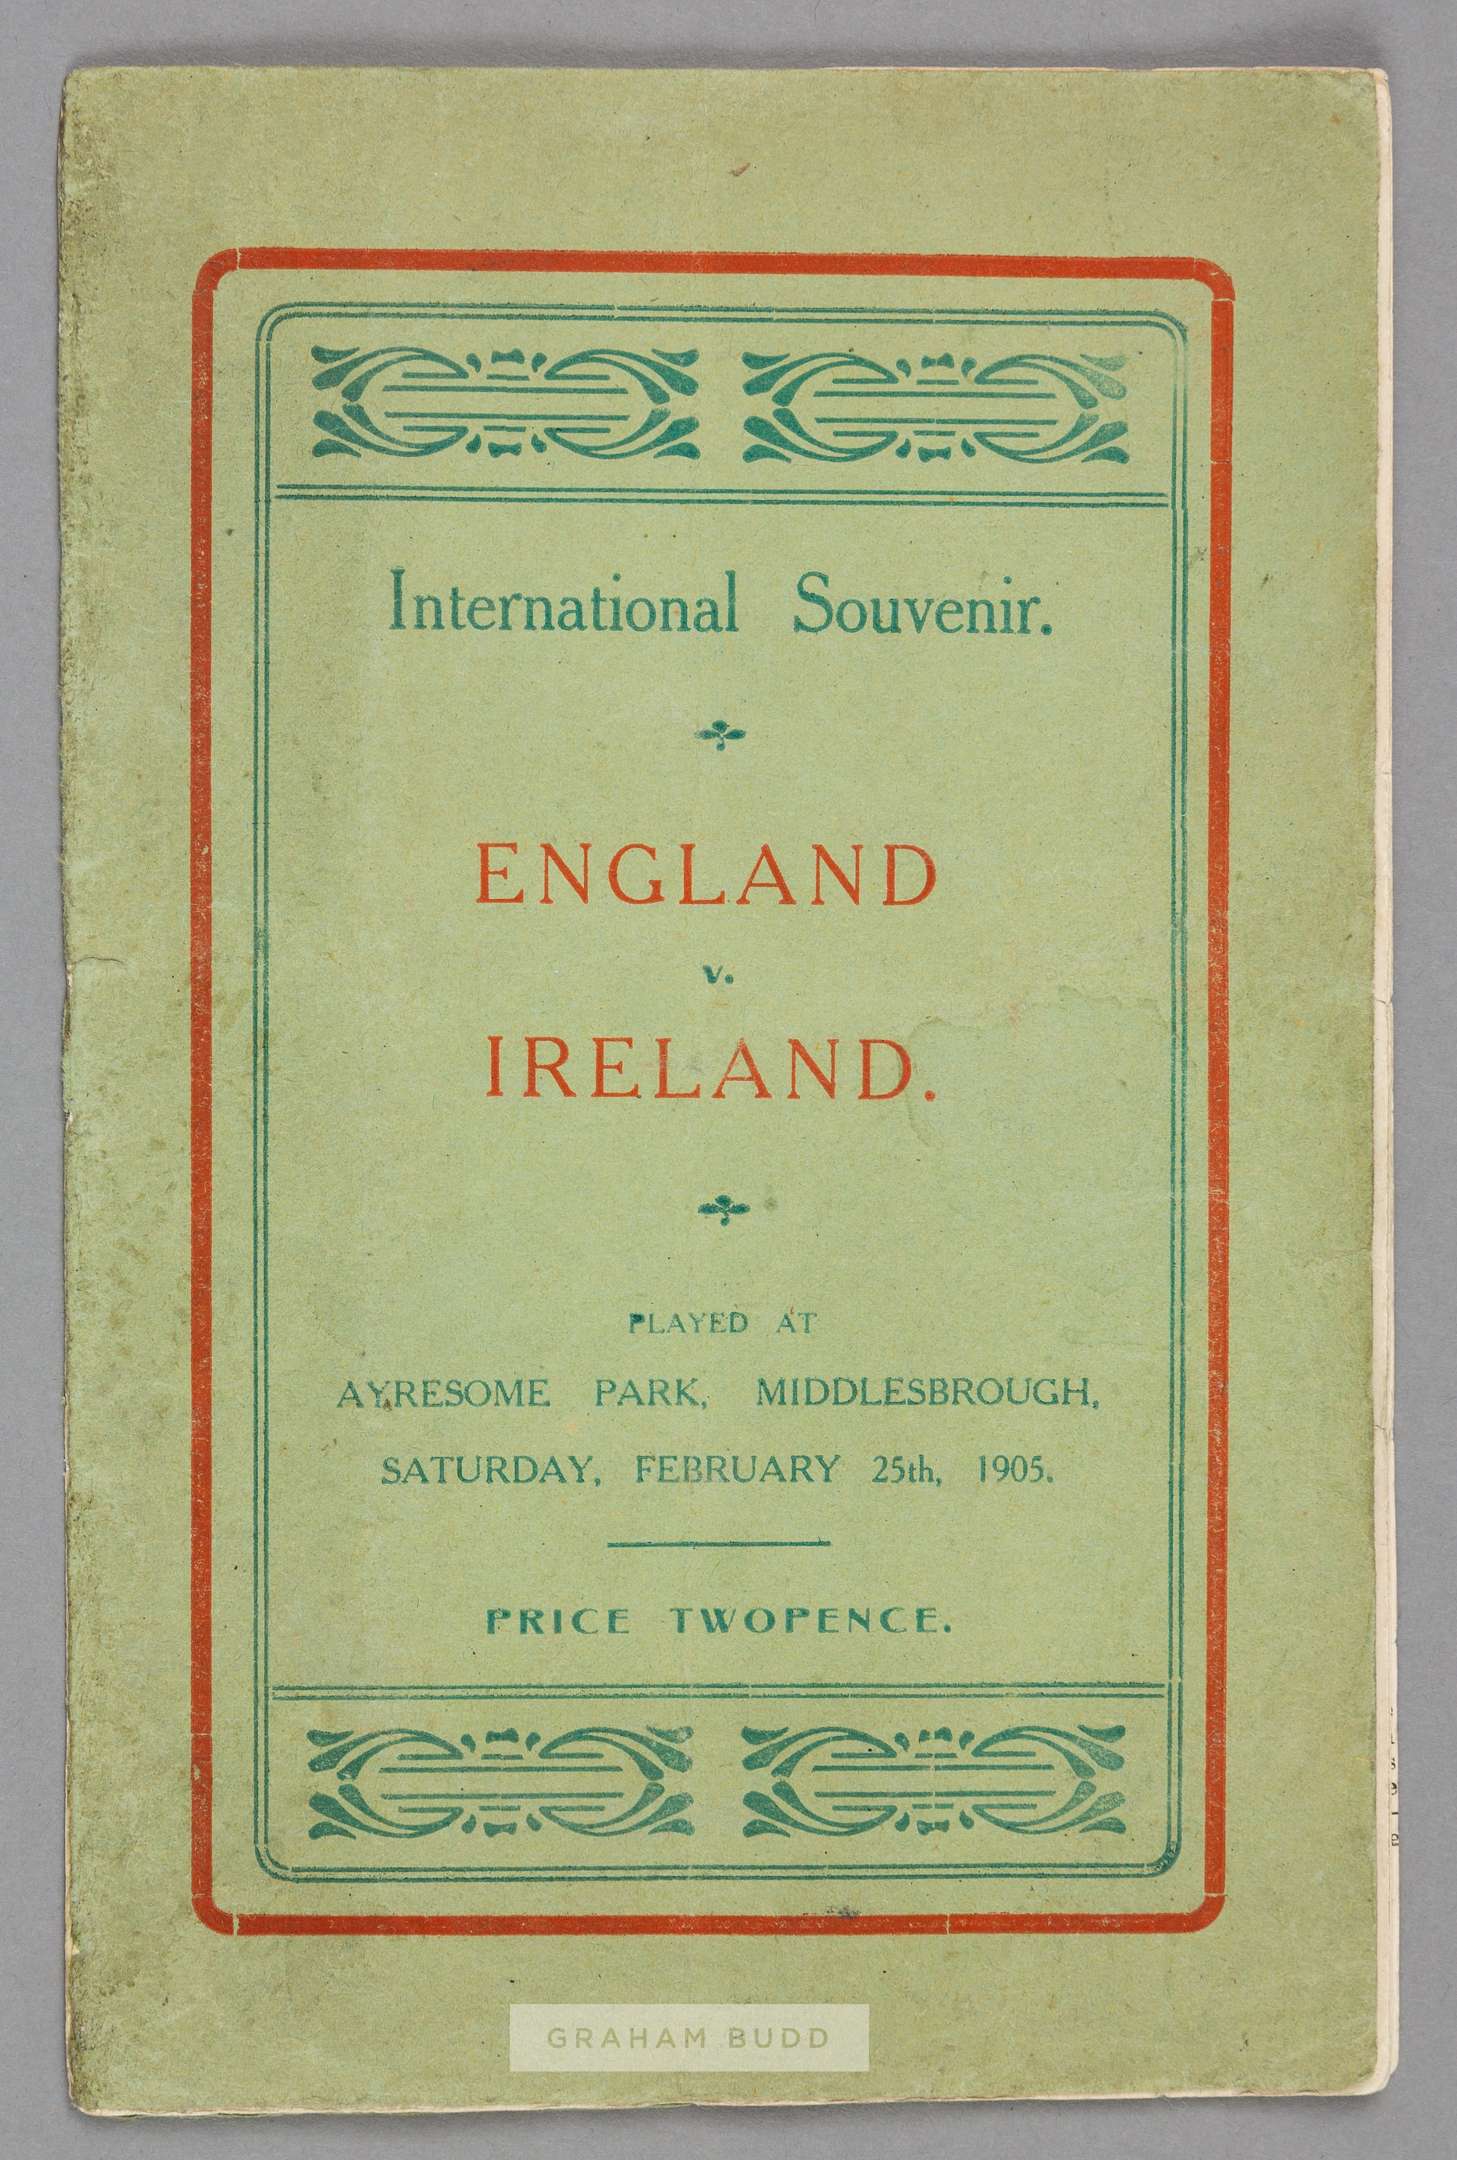 International Souvenir.
ENGLAND
v.
IRELAND.
PLAYED AT
AYRESOME PARK, MIDDLESBROUGH,
SATURDAY, FEBRUARY 25th, 1905.
PRICE TWOPENCE.
GRAHAM BUDD